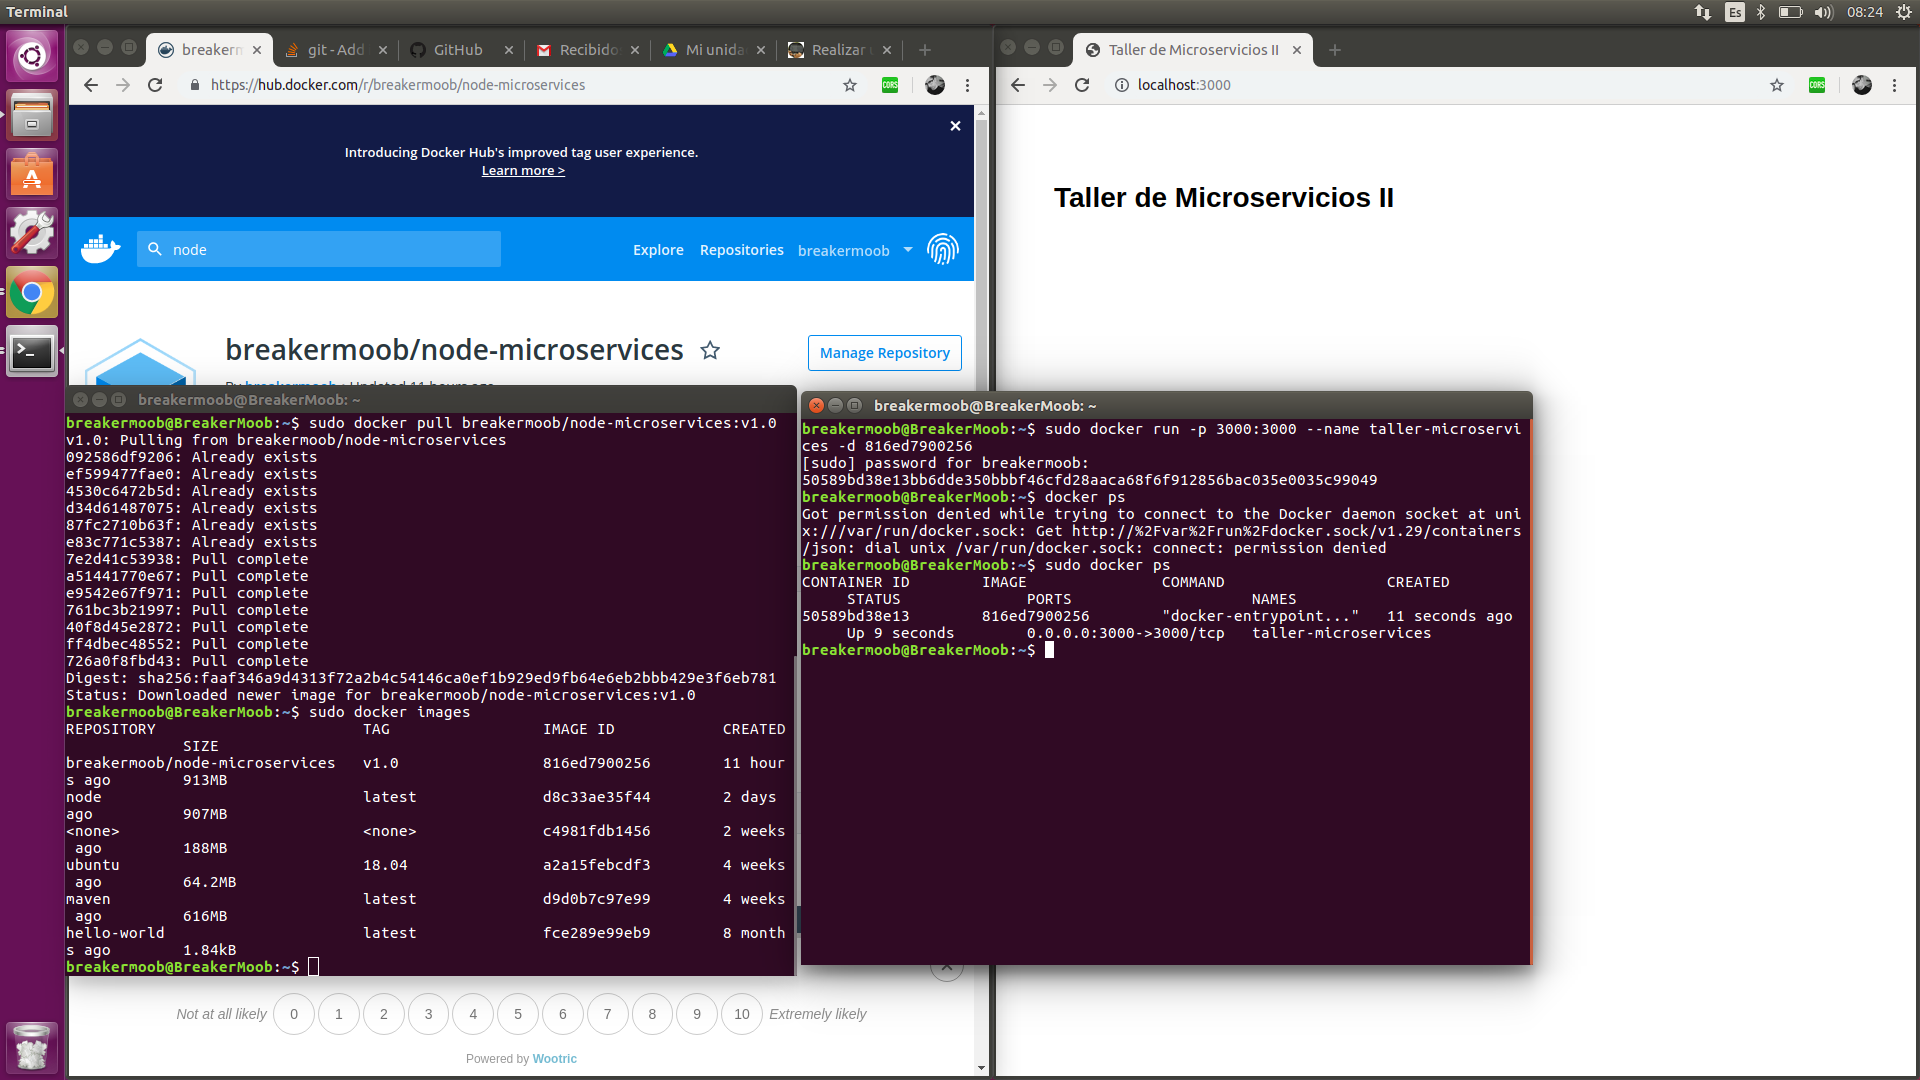 Terminal
Es
08:24
breakerm
git - Add
GitHub
Recibido
Mi unida
Realizar
https://hub.docker.com/r/breakermoob/node-microservices
CORS
Introducing Docker Hub's improved tag user experience.
Learn more >
node
Explore
Repositories
breakermoob
breakermoob/node-microservices
Manage Repository
By breakermoob • Updated 11 hours ago
Taller de Microservicios II
localhost:3000
CORS
Taller de Microservicios II
breakermoob@BreakerMoob: ~
breakermoob@BreakerMoob:~$ sudo docker pull breakermoob/node-microservices:v1.0
v1.0: Pulling from breakermoob/node-microservices
092586df9206: Already exists
ef599477fae0: Already exists
4530c6472b5d: Already exists
d34d61487075: Already exists
87fc2710b63f: Already exists
e83c771c5387: Already exists
7e2d41c53938: Pull complete
a51441770e67: Pull complete
e9542e67f971: Pull complete
761bc3b21997: Pull complete
40f8d45e2872: Pull complete
ff4dbec48552: Pull complete
726a0f8fbd43: Pull complete
Digest: sha256:faaf346a9d4313f72a2b4c54146ca0ef1b929ed9fb64e6eb2bbb429e3f6eb781
Status: Downloaded newer image for breakermoob/node-microservices:v1.0
breakermoob@BreakerMoob:~$ sudo docker images
REPOSITORY TAG IMAGE ID CREATED
SIZE
breakermoob/node-microservices v1.0 816ed7900256 11 hour
s ago 913MB
node latest d8c33ae35f44 2 days
ago 907MB
<none> <none> c4981fdb1456 2 weeks
ago 188MB
ubuntu 18.04 a2a15febcdf3 4 weeks
ago 64.2MB
maven latest d9d0b7c97e99 4 weeks
ago 616MB
hello-world latest fce289e99eb9 8 month
s ago 1.84kB
breakermoob@BreakerMoob:~$
breakermoob@BreakerMoob: ~
breakermoob@BreakerMoob:~$ sudo docker run -p 3000:3000 --name taller-microservi
ces -d 816ed7900256
[sudo] password for breakermoob:
50589bd38e13bb6dde350bbbf46cfd28aaca68f6f912856bac035e0035c99049
breakermoob@BreakerMoob:~$ docker ps
Got permission denied while trying to connect to the Docker daemon socket at uni
x:///var/run/docker.sock: Get http://%2Fvar%2Frun%2Fdocker.sock/v1.29/containers
/json: dial unix /var/run/docker.sock: connect: permission denied
breakermoob@BreakerMoob:~$ sudo docker ps
CONTAINER ID IMAGE COMMAND CREATED
STATUS PORTS NAMES
50589bd38e13 816ed7900256 "docker-entrypoint..." 11 seconds ago
Up 9 seconds 0.0.0.0:3000->3000/tcp taller-microservices
breakermoob@BreakerMoob:~$
Not at all likely 0 1 2 3 4 5 6 7 8 9 10 Extremely likely
Powered by Wootric